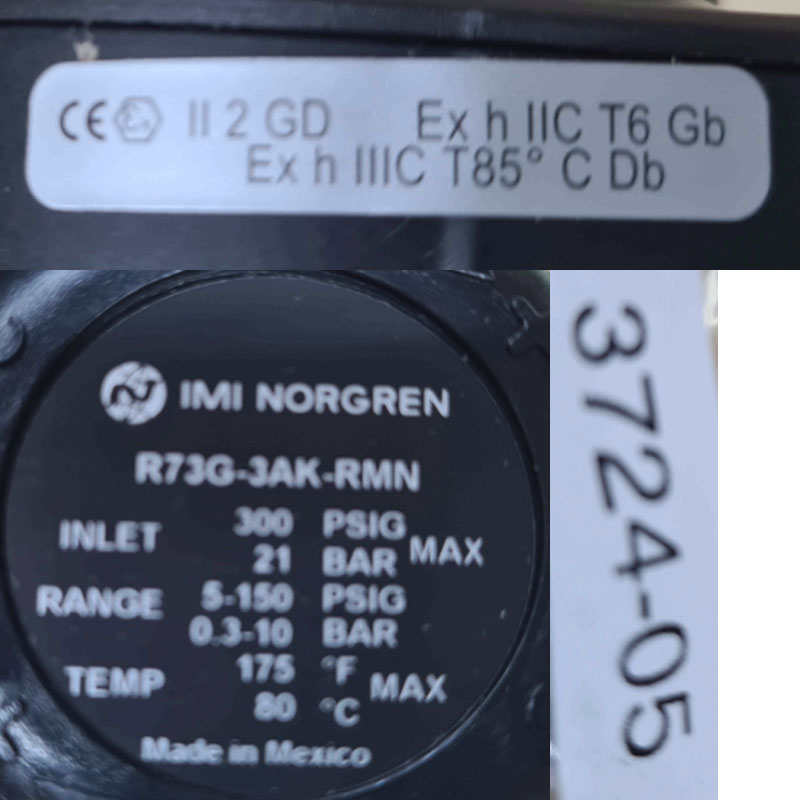 CE Ex II 2 GD Ex h IIC T6 Gb
Ex h IIIC T85° C Db
IMI NORGREN
R73G-3AK-RMN
INLET 300 PSIG MAX
21 BAR
RANGE 5-150 PSIG
0.3-10 BAR
TEMP 175 °F MAX
80 °C
Made in Mexico
3724-05